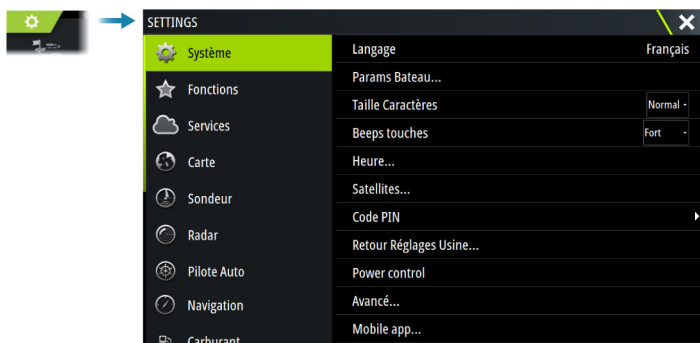 SETTINGS
Système
Fonctions
Services
Carte
Sondeur
Radar
Pilote Auto
Navigation
Carburant
Langage Français
Params Bateau...
Taille Caractères Normal
Beeps touches Fort
Heure...
Satellites...
Code PIN
Retour Réglages Usine...
Power control
Avancé...
Mobile app...